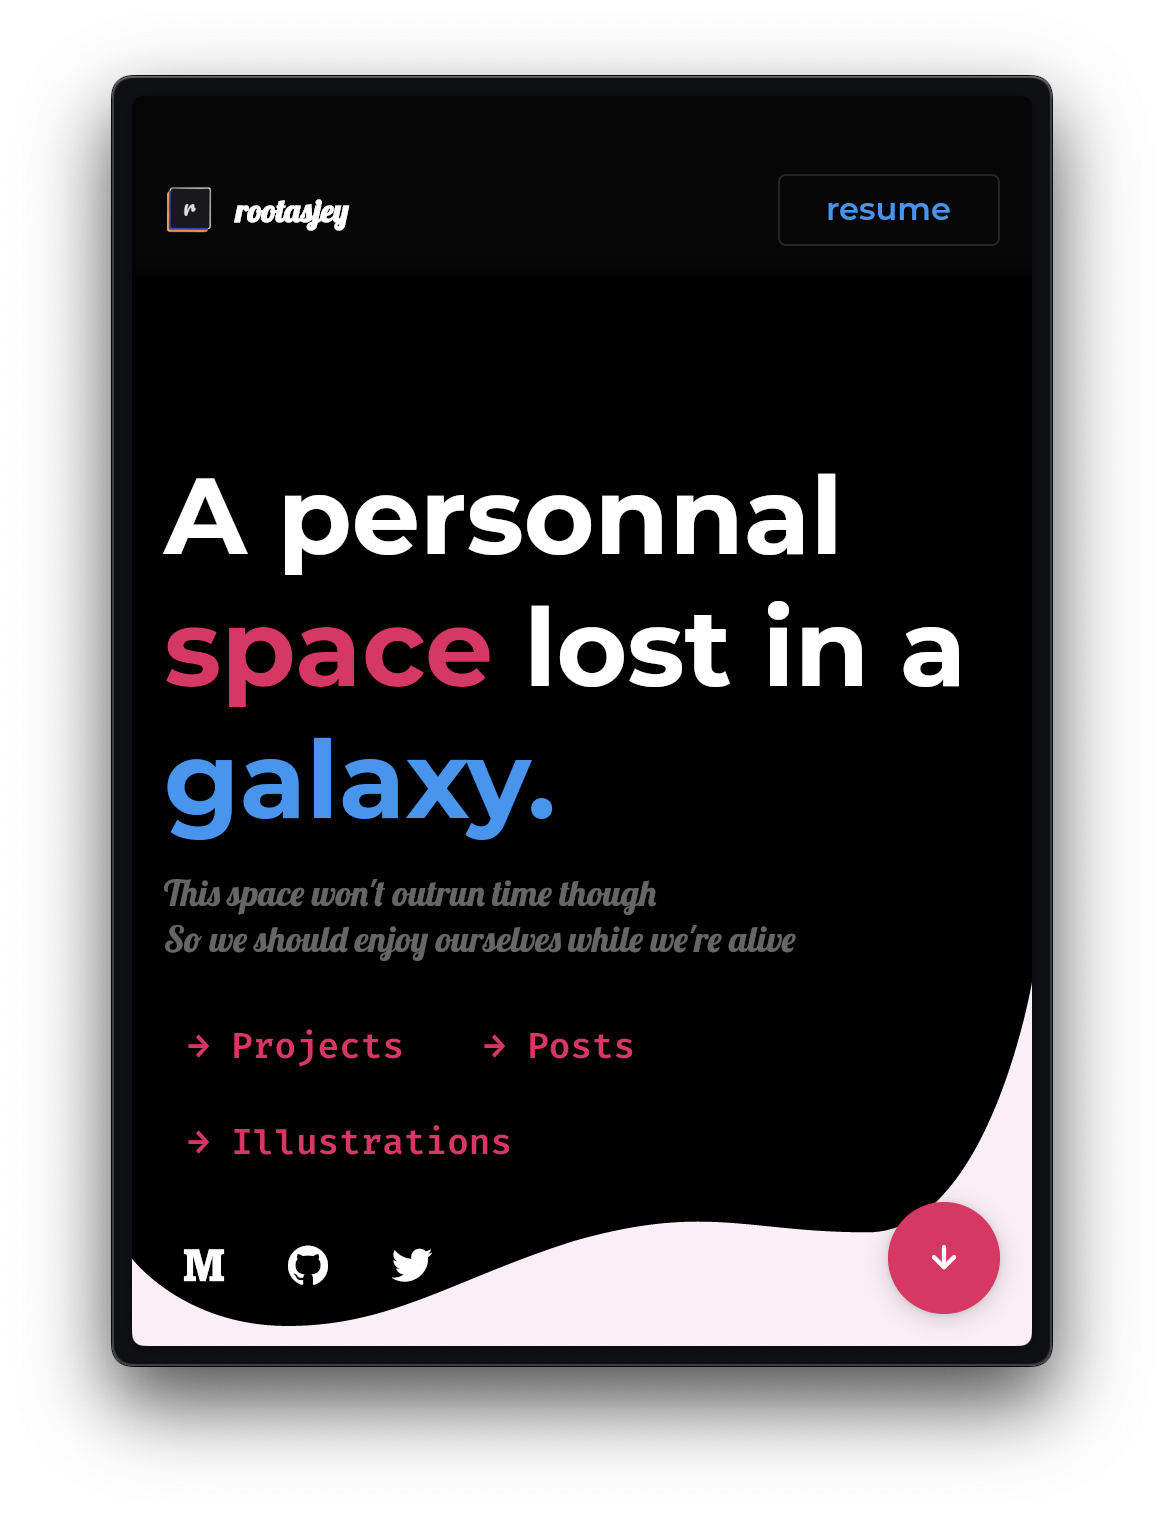 r rootasjey
resume
A personnal
space lost in a
galaxy.
This space won't outrun time though
So we should enjoy ourselves while we're alive
→ Projects → Posts
→ Illustrations
M